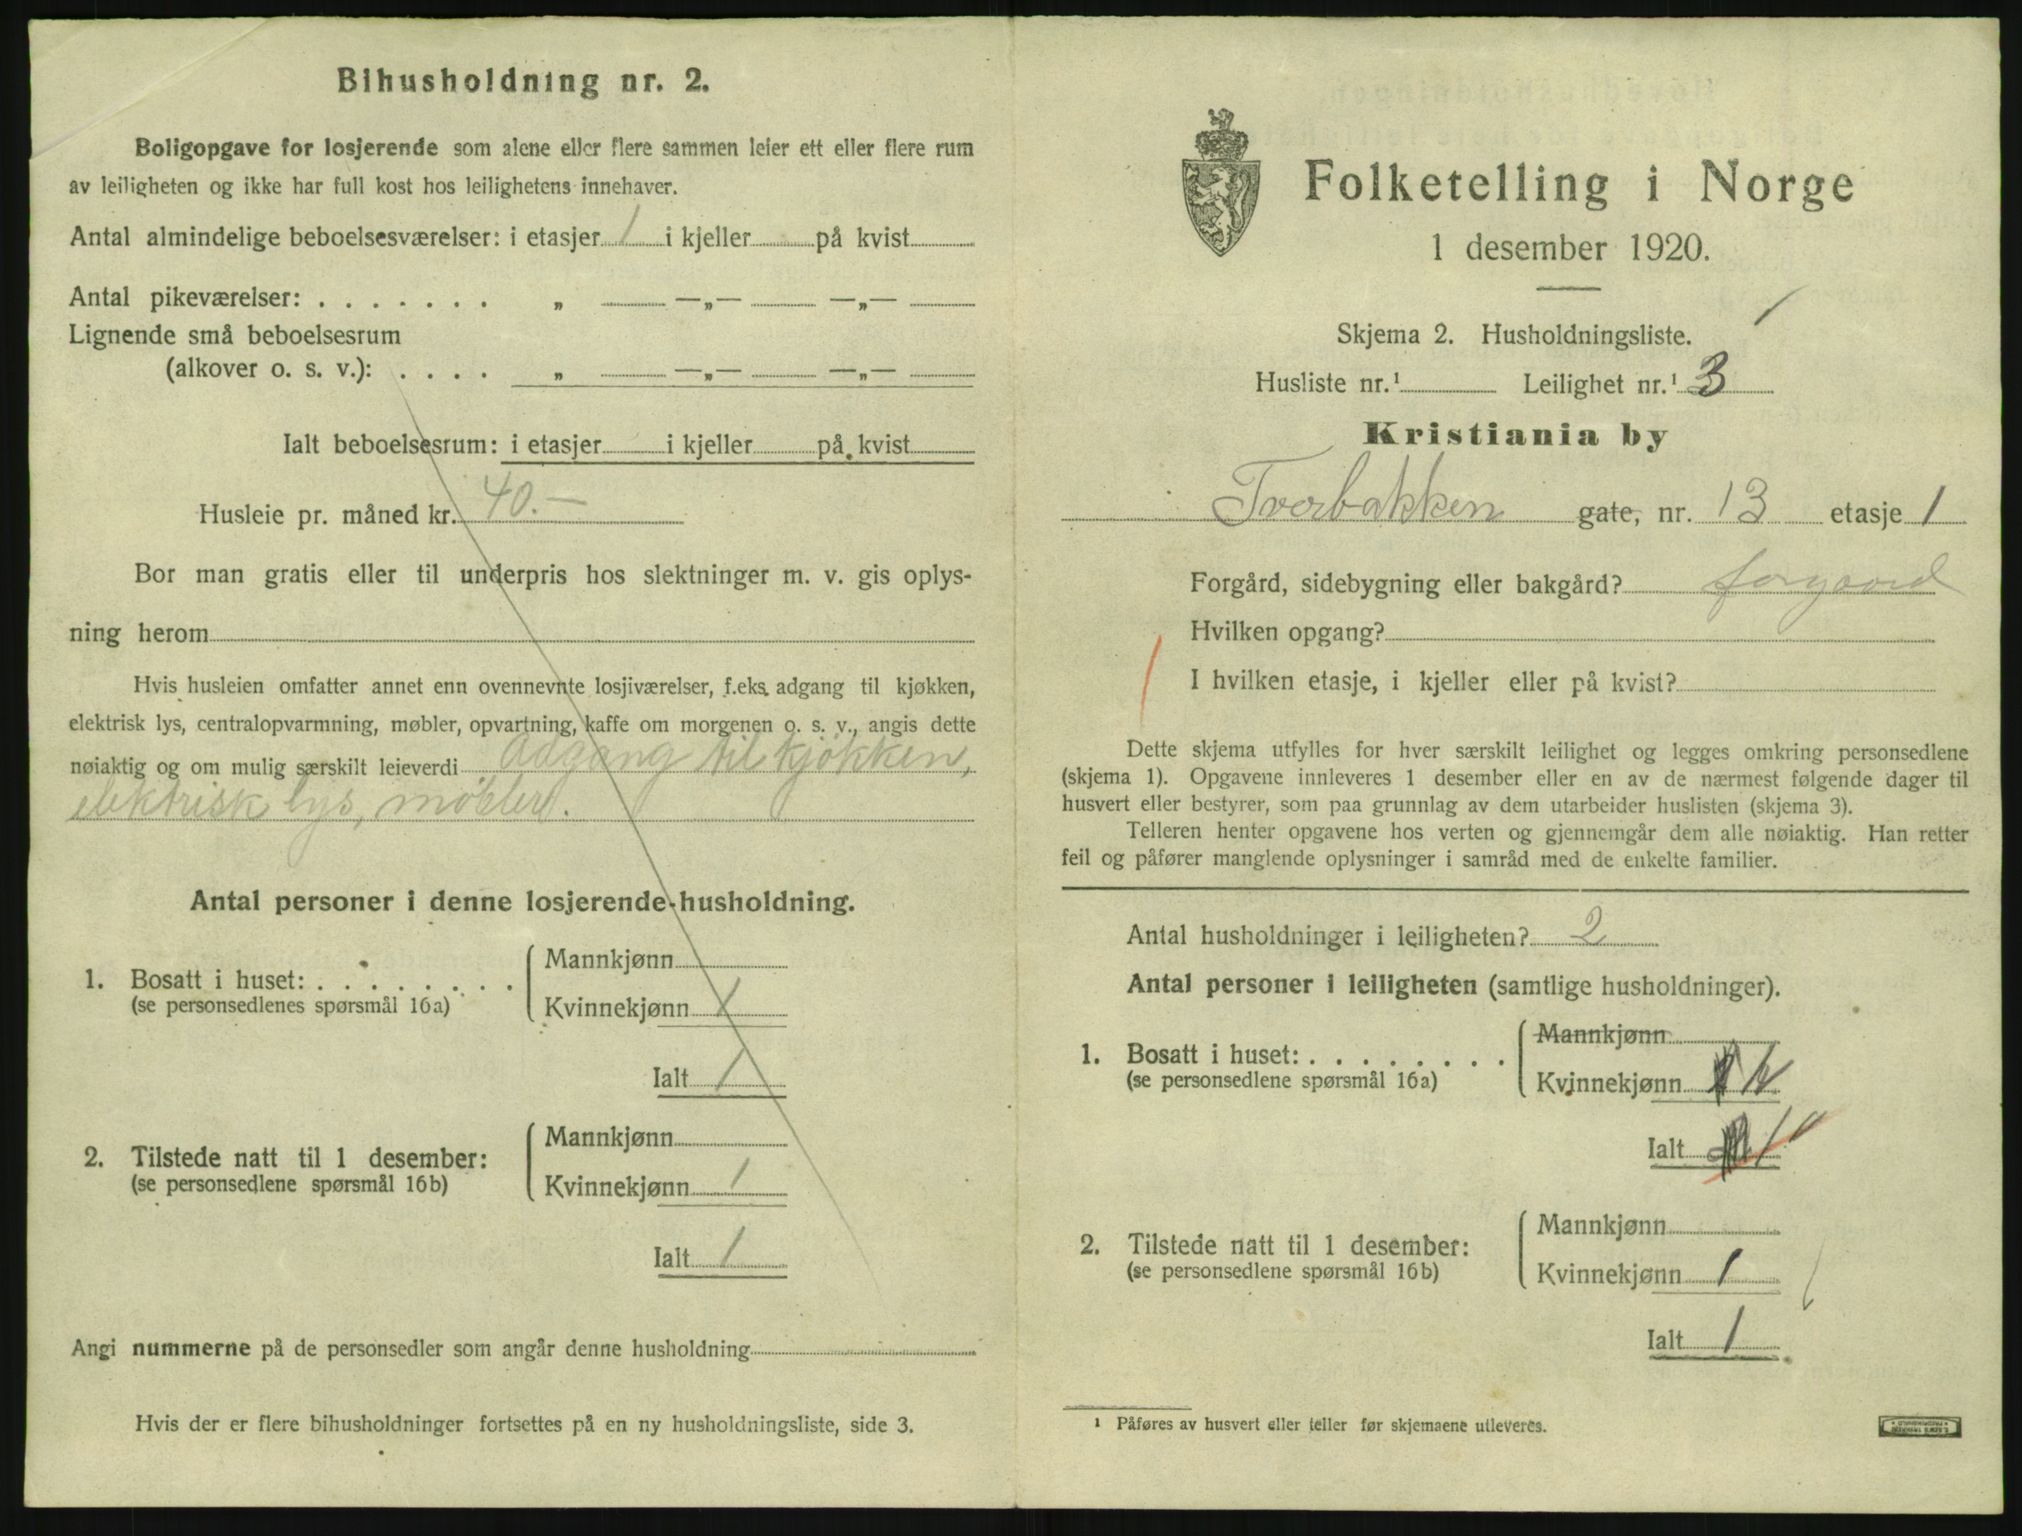 Bihusholdning nr. 2.
Boligopgave for losjerende som alene eller flere sammen leier ett eller flere rum
av leiligheten og ikke har full kost hos leilighetens innehaver.
Antal almindelige beboelsesværelser: i etasjer 1 i kjeller på kvist
Antal pikeværelser: . . . . . . . „ —„— —„—
Lignende små beboelsesrum
(alkover o. s. v.): . . . . „ —„— —„—
Ialt beboelsesrum: i etasjer i kjeller på kvist
Husleie pr. måned kr. 40.—
Bor man gratis eller til underpris hos slektninger m. v. gis oplys-
ning herom
Hvis husleien omfatter annet enn ovennevnte losjiværelser, f.eks. adgang til kjøkken,
elektrisk lys, centralopvarmning, møbler, opvartning, kaffe om morgenen o. s. v., angis dette
nøiaktig og om mulig særskilt leieverdi adgang til kjøkken,
elektrisk lys, møbler.
Antal personer i denne losjerende-husholdning.
1. Bosatt i huset: . . . . . . . .
(se personsedlenes spørsmål 16a)
Mannkjønn
Kvinnekjønn 1
Ialt 1
2. Tilstede natt til 1 desember:
(se personsedlene spørsmål 16b)
Mannkjønn
Kvinnekjønn 1
Ialt 1
Angi nummerne på de personsedler som angår denne husholdning
Hvis der er flere bihusholdninger fortsettes på en ny husholdningsliste, side 3.
Folketelling i Norge
1 desember 1920.
Skjema 2. Husholdningsliste.
Husliste nr.¹ Leilighet nr.¹ 3
Kristiania by
Tverbakken gate, nr. 13 etasje 1
Forgård, sidebygning eller bakgård? forgaard
Hvilken opgang?
I hvilken etasje, i kjeller eller på kvist?
Dette skjema utfylles for hver særskilt leilighet og legges omkring personsedlene
(skjema 1). Opgavene innleveres 1 desember eller en av de nærmest følgende dager til
husvert eller bestyrer, som paa grunnlag av dem utarbeider huslisten (skjema 3).
Telleren henter opgavene hos verten og gjennemgår dem alle nøiaktig. Han retter
feil og påfører manglende oplysninger i samråd med de enkelte familier.
Antal husholdninger i leiligheten? 2
Antal personer i leiligheten (samtlige husholdninger).
1. Bosatt i huset: . . . . . . . .
(se personsedlene spørsmål 16a)
Mannkjønn
Kvinnekjønn
Ialt
2. Tilstede natt til 1 desember:
(se personsedlene spørsmål 16b)
Mannkjønn
Kvinnekjønn 1
Ialt 1
¹ Påføres av husvert eller teller før skjemaene utleveres.